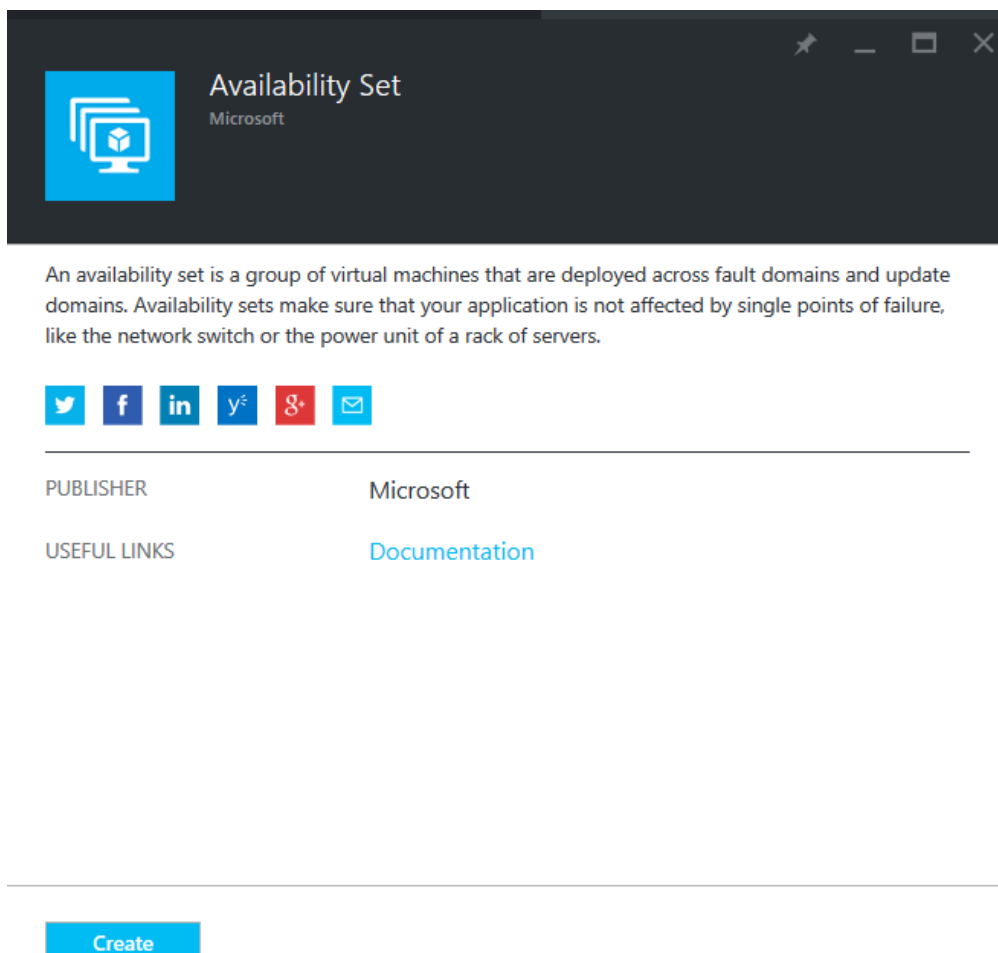 Availability Set
Microsoft
An availability set is a group of virtual machines that are deployed across fault domains and update
domains. Availability sets make sure that your application is not affected by single points of failure,
like the network switch or the power unit of a rack of servers.
f in y g+
PUBLISHER Microsoft
USEFUL LINKS Documentation
Create